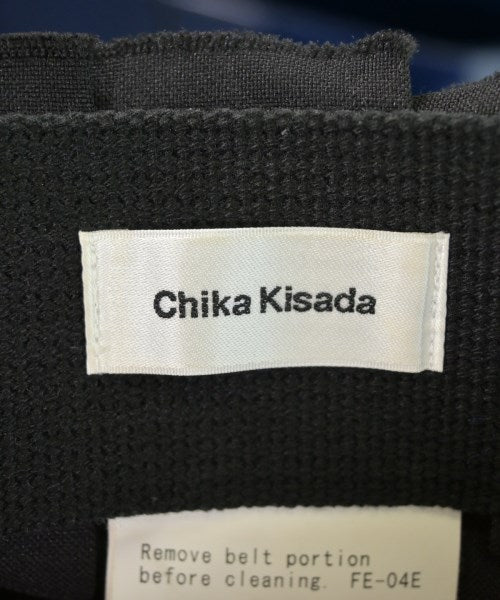 Chika Kisada
Remove belt portion
before cleaning. FE-04E